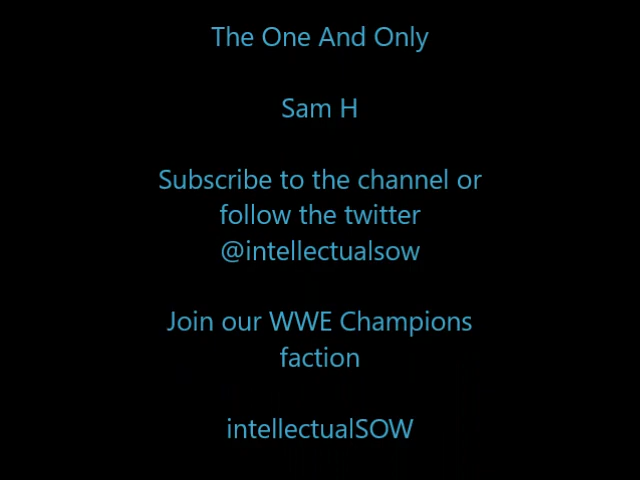 The One And Only
Sam H
Subscribe to the channel or
follow the twitter
@intellectualsow
Join our WWE Champions
faction
intellectualSOW